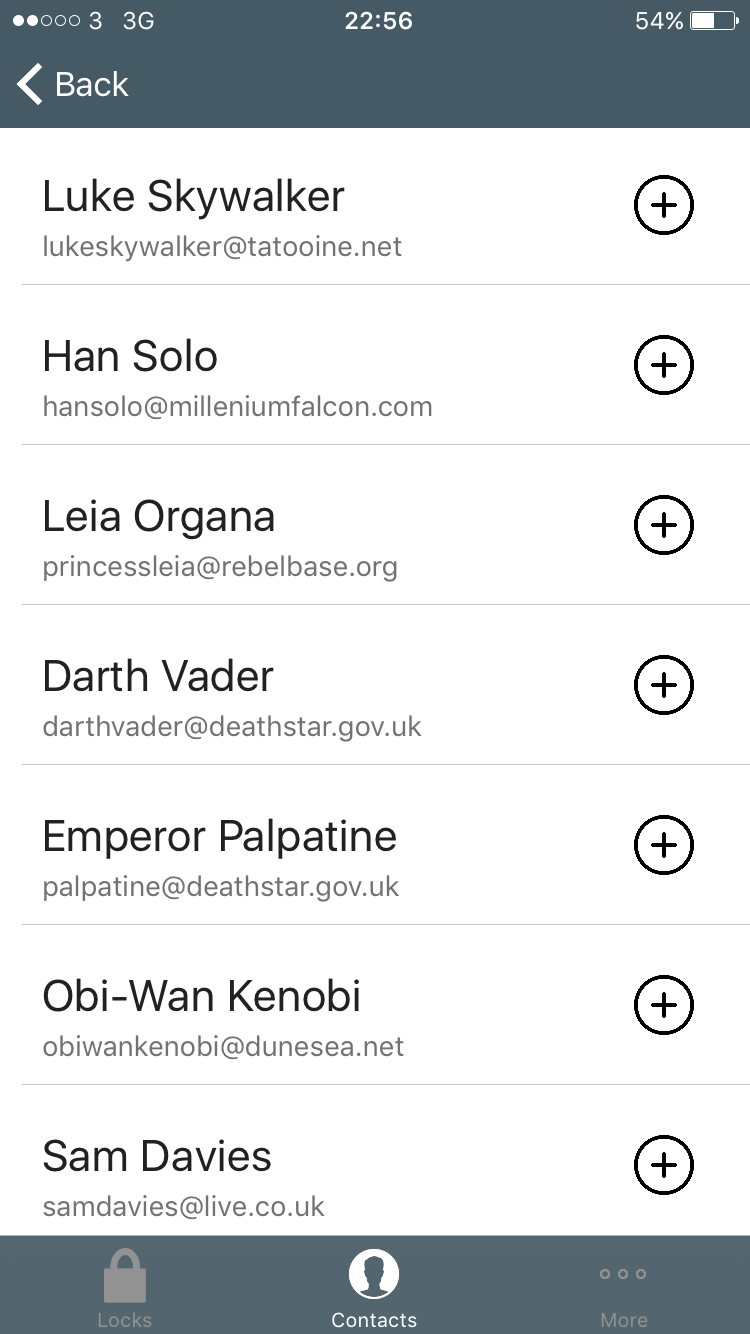 3 3G 22:56 54%
Back
Luke Skywalker
lukeskywalker@tatooine.net
Han Solo
hansolo@milleniumfalcon.com
Leia Organa
princessleia@rebelbase.org
Darth Vader
darthvader@deathstar.gov.uk
Emperor Palpatine
palpatine@deathstar.gov.uk
Obi-Wan Kenobi
obiwankenobi@dunesea.net
Sam Davies
samdavies@live.co.uk
Locks Contacts More